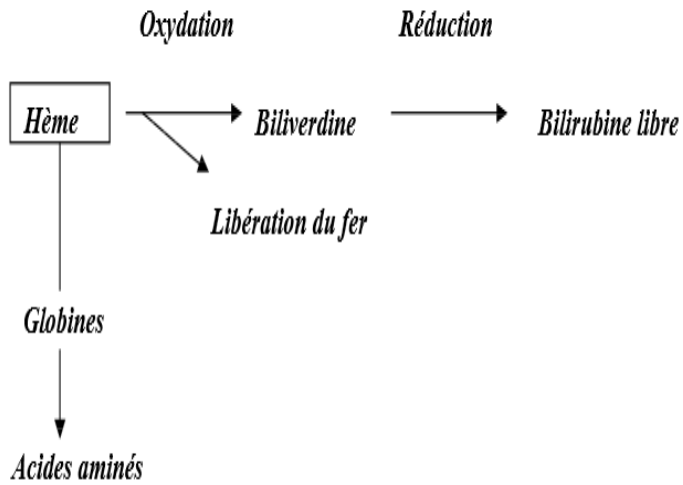 Oxydation Réduction
Hème Biliverdine Bilirubine libre
Libération du fer
Globines
Acides aminés